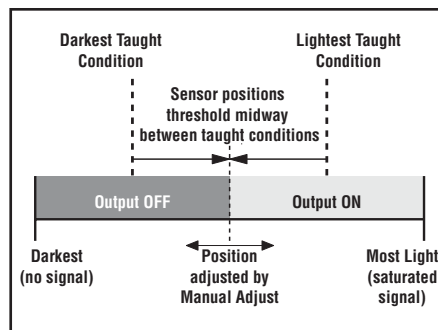 Darkest Taught
Condition
Lightest Taught
Condition
Sensor positions
threshold midway
between taught conditions
Output OFF
Output ON
Darkest
(no signal)
Position
adjusted by
Manual Adjust
Most Light
(saturated
signal)